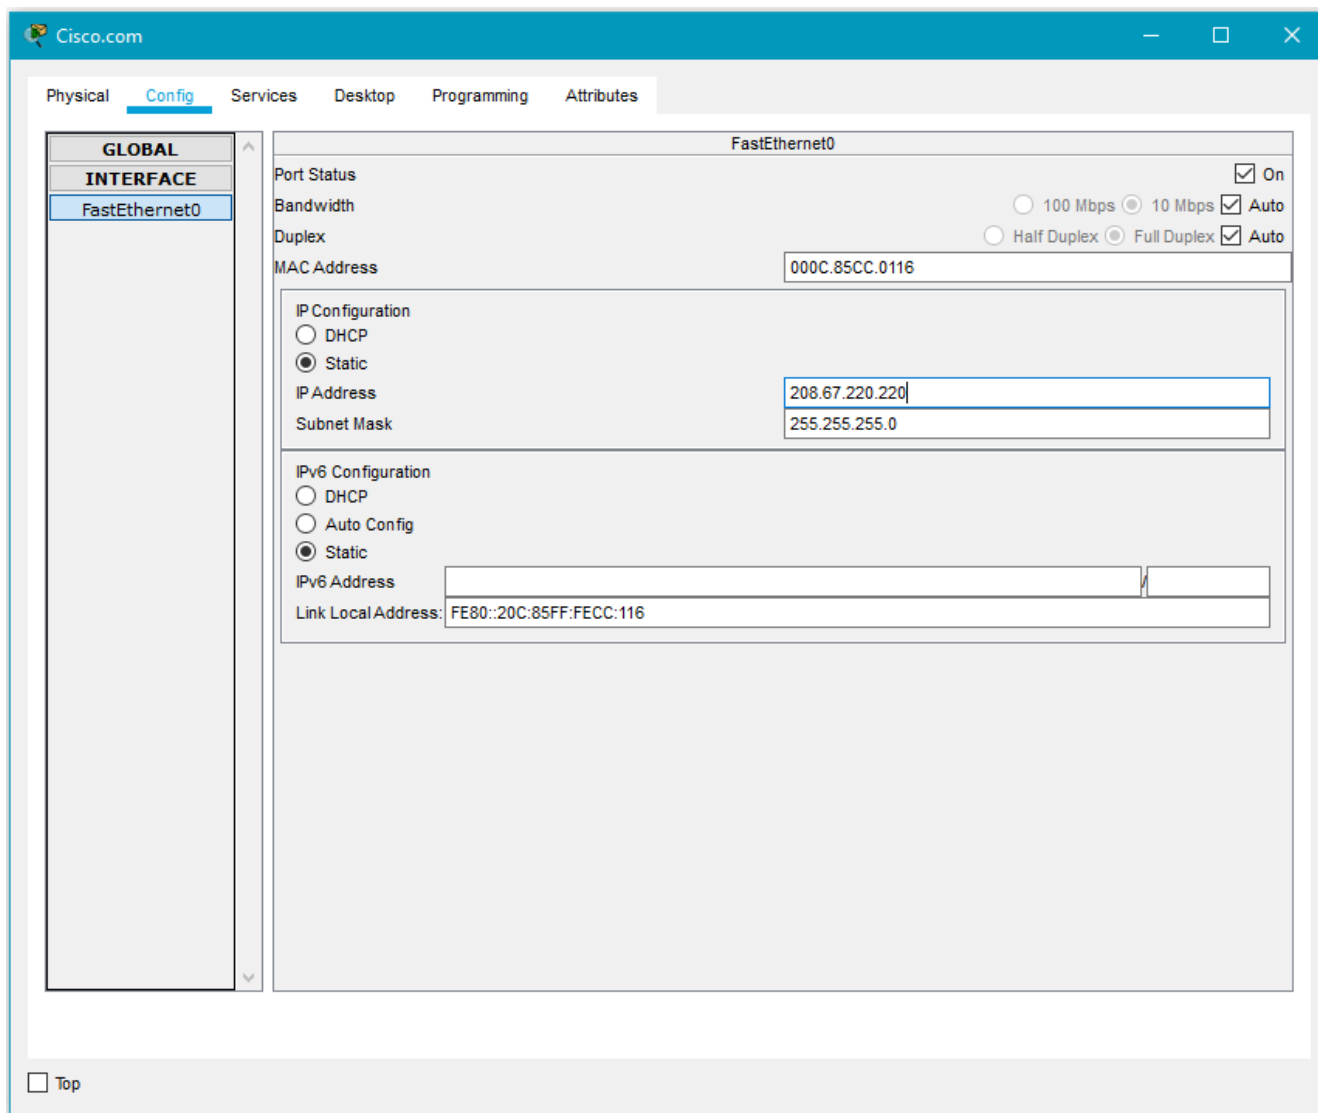 Cisco.com
Physical Config Services Desktop Programming Attributes
GLOBAL
INTERFACE
FastEthernet0
FastEthernet0
Port Status On
Bandwidth 100 Mbps 10 Mbps Auto
Duplex Half Duplex Full Duplex Auto
MAC Address 000C.85CC.0116
IP Configuration
DHCP
Static
IP Address 208.67.220.220
Subnet Mask 255.255.255.0
IPv6 Configuration
DHCP
Auto Config
Static
IPv6 Address /
Link Local Address: FE80::20C:85FF:FECC:116
Top